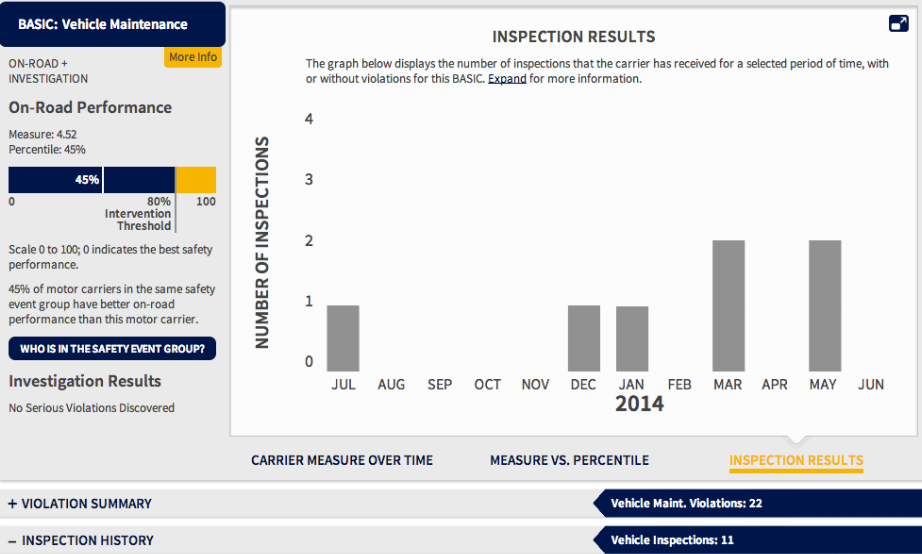 BASIC: Vehicle Maintenance
More Info
ON-ROAD +
INVESTIGATION
On-Road Performance
Measure: 4.52
Percentile: 45%
45%
0
80%
100
Intervention
Threshold
Scale 0 to 100; 0 indicates the best safety
performance.
45% of motor carriers in the same safety
event group have better on-road
performance than this motor carrier.
WHO IS IN THE SAFETY EVENT GROUP?
Investigation Results
No Serious Violations Discovered
INSPECTION RESULTS
The graph below displays the number of inspections that the carrier has received for a selected period of time, with
or without violations for this BASIC. Expand for more information.
NUMBER OF INSPECTIONS
4
3
2
1
0
JUL AUG SEP OCT NOV DEC JAN FEB MAR APR MAY JUN
2014
CARRIER MEASURE OVER TIME
MEASURE VS. PERCENTILE
INSPECTION RESULTS
+ VIOLATION SUMMARY
Vehicle Maint. Violations: 22
– INSPECTION HISTORY
Vehicle Inspections: 11